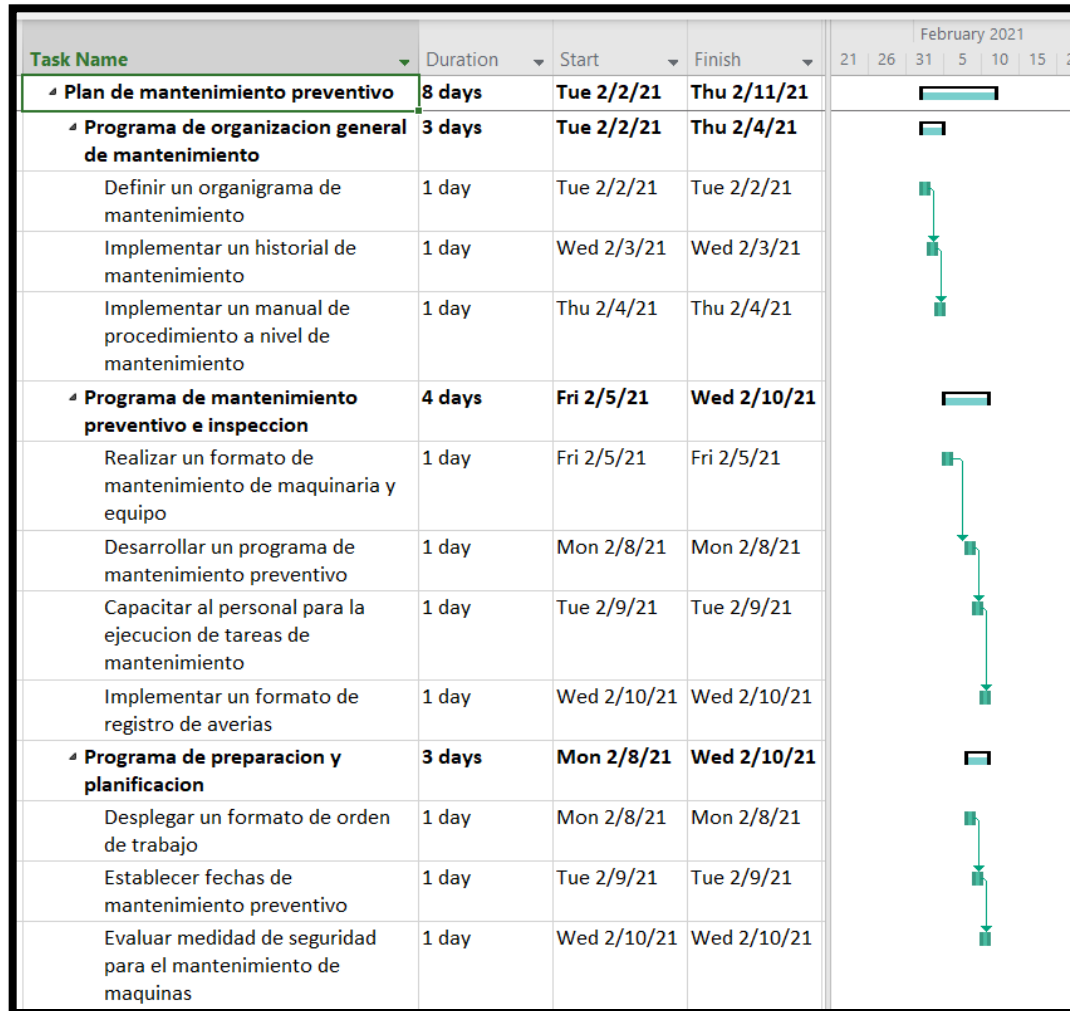 February 2021
Task Name Duration Start Finish 21 26 31 5 10 15 2
Plan de mantenimiento preventivo 8 days Tue 2/2/21 Thu 2/11/21
Programa de organizacion general 3 days Tue 2/2/21 Thu 2/4/21
de mantenimiento
Definir un organigrama de 1 day Tue 2/2/21 Tue 2/2/21
mantenimiento
Implementar un historial de 1 day Wed 2/3/21 Wed 2/3/21
mantenimiento
Implementar un manual de 1 day Thu 2/4/21 Thu 2/4/21
procedimiento a nivel de
mantenimiento
Programa de mantenimiento 4 days Fri 2/5/21 Wed 2/10/21
preventivo e inspeccion
Realizar un formato de 1 day Fri 2/5/21 Fri 2/5/21
mantenimiento de maquinaria y
equipo
Desarrollar un programa de 1 day Mon 2/8/21 Mon 2/8/21
mantenimiento preventivo
Capacitar al personal para la 1 day Tue 2/9/21 Tue 2/9/21
ejecucion de tareas de
mantenimiento
Implementar un formato de 1 day Wed 2/10/21 Wed 2/10/21
registro de averias
Programa de preparacion y 3 days Mon 2/8/21 Wed 2/10/21
planificacion
Desplegar un formato de orden 1 day Mon 2/8/21 Mon 2/8/21
de trabajo
Establecer fechas de 1 day Tue 2/9/21 Tue 2/9/21
mantenimiento preventivo
Evaluar medidad de seguridad 1 day Wed 2/10/21 Wed 2/10/21
para el mantenimiento de
maquinas